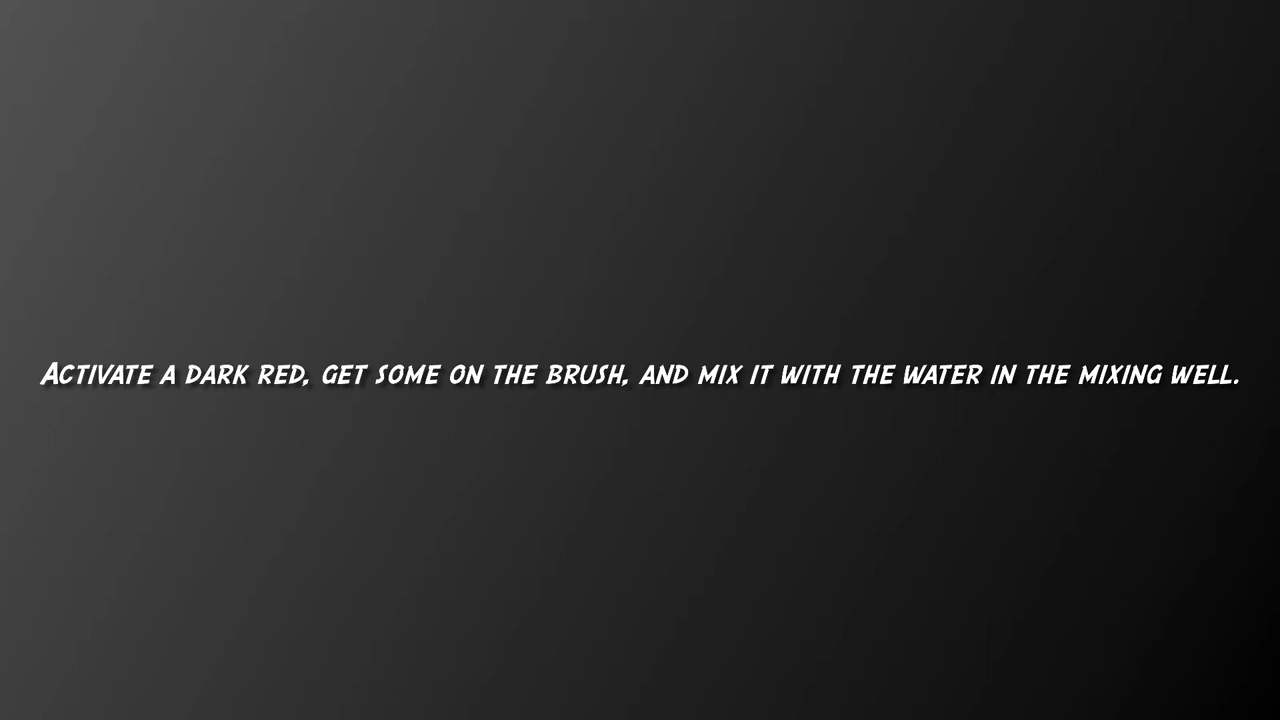 Activate a dark red, get some on the brush, and mix it with the water in the mixing well.